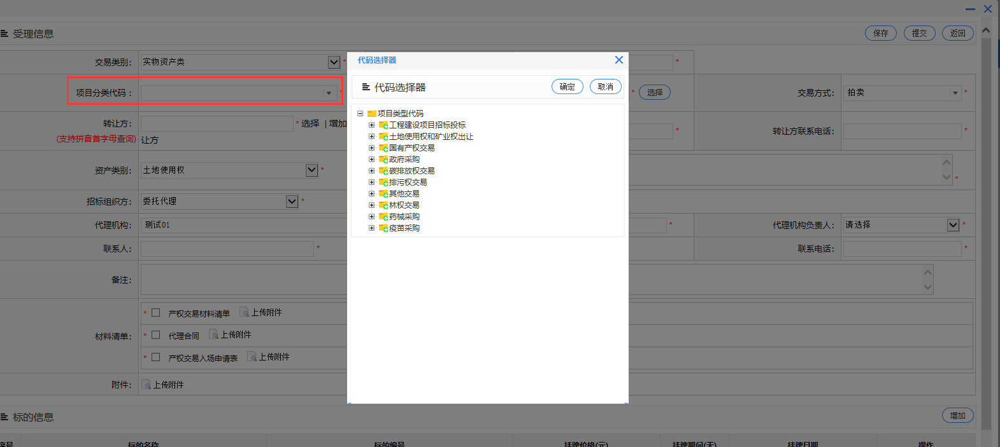 受理信息
保存
提交
返回
交易类别:
实物资产类
*
*
项目分类代码 :
*
选择
交易方式:
拍卖
*
转让方:
(支持拼音首字母查询)
* 选择 | 增加
让方
*
转让方联系电话:
*
资产类别:
土地使用权
*
*
招标组织方:
委托代理
*
代理机构:
测试01
*
代理机构负责人:
请选择
*
联系人:
*
联系电话:
*
备注:
材料清单:
* 产权交易材料清单 上传附件
* 代理合同 上传附件
* 产权交易入场申请表 上传附件
附件:
上传附件
标的信息
增加
标的名称
标的编号
挂牌价格(元)
挂牌期间(天)
挂牌日期
操作
代码选择器
代码选择器
确定
取消
项目类型代码
工程建设项目招标投标
土地使用权和矿业权出让
国有产权交易
政府采购
碳排放权交易
排污权交易
其他交易
林权交易
药械采购
疫苗采购